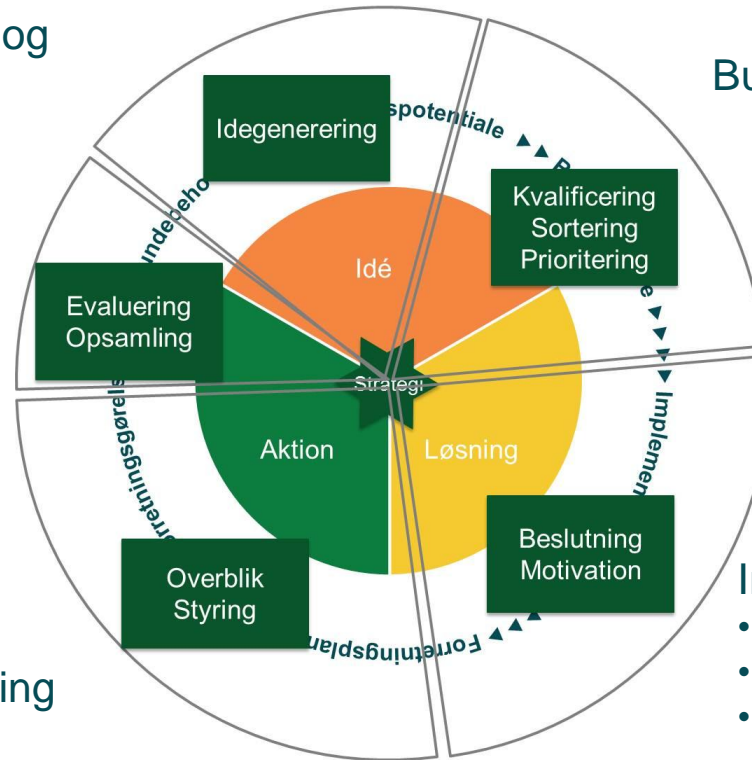 og
Bu
Idegenerering
spotentiale
Kvalificering
Sortering
Prioritering
Idé
Evaluering
Opsamling
Strategi
Aktion
Løsning
Implemen
Beslutning
Motivation
Overblik
Styring
Forretningsplan
ing